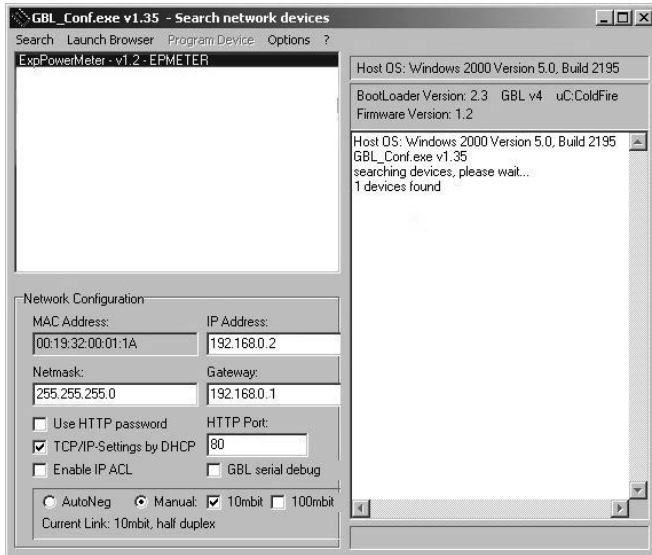 GBL_Conf.exe v1.35 - Search network devices
Search Launch Browser Program Device Options ?
ExpPowerMeter - v1.2 - EPMETER
Host OS: Windows 2000 Version 5.0, Build 2195
BootLoader Version: 2.3 GBL v4 uC:ColdFire
Firmware Version: 1.2
Host OS: Windows 2000 Version 5.0, Build 2195
GBL_Conf.exe v1.35
searching devices, please wait...
1 devices found
Network Configuration
MAC Address: IP Address:
00:19:32:00:01:1A 192.168.0.2
Netmask: Gateway:
255.255.255.0 192.168.0.1
Use HTTP password HTTP Port:
TCP/IP-Settings by DHCP 80
Enable IP ACL GBL serial debug
AutoNeg Manual: 10mbit 100mbit
Current Link: 10mbit, half duplex